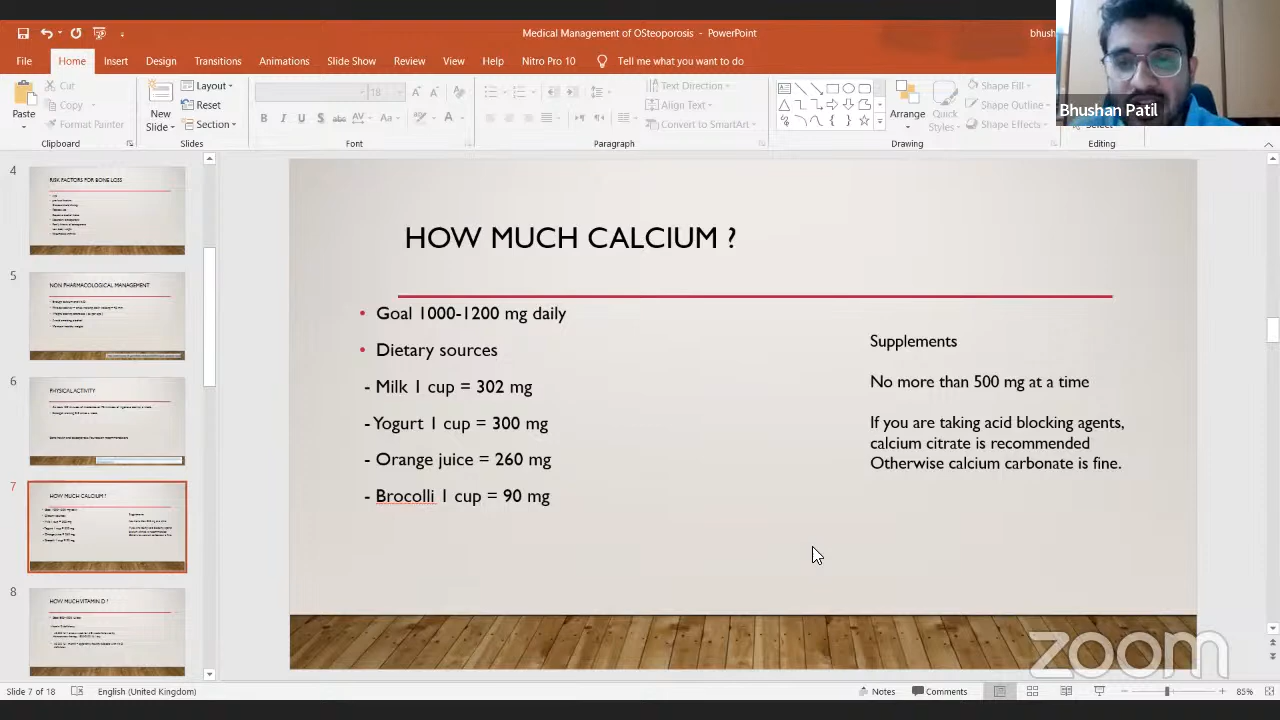 Medical Management of OSteoporosis - PowerPoint
bhush
File Home Insert Design Slide Show Transitions Animations Review View Help Nitro Pro 10 Tell me what you want to do
Cut
Copy
Format Painter
Paste
Clipboard
New
Slide
Layout
Reset
Section
Slides
18
Font
Text Direction
Align Text
Convert to SmartArt
Paragraph
Arrange
Quick
Styles
Shape Fill
Shape Outline
Shape Effects
Drawing
Select
Editing
Bhushan Patil
4
RISK FACTORS FOR BONE LOSS
5
NON PHARMACOLOGICAL MANAGEMENT
6
PHYSICAL ACTIVITY
7
HOW MUCH CALCIUM ?
8
HOW MUCH VITAMIN D ?
HOW MUCH CALCIUM ?
• Goal 1000-1200 mg daily
• Dietary sources
- Milk 1 cup = 302 mg
- Yogurt 1 cup = 300 mg
- Orange juice = 260 mg
- Brocolli 1 cup = 90 mg
Supplements
No more than 500 mg at a time
If you are taking acid blocking agents,
calcium citrate is recommended
Otherwise calcium carbonate is fine.
zoom
Slide 7 of 18 English (United Kingdom) Notes Comments 85%